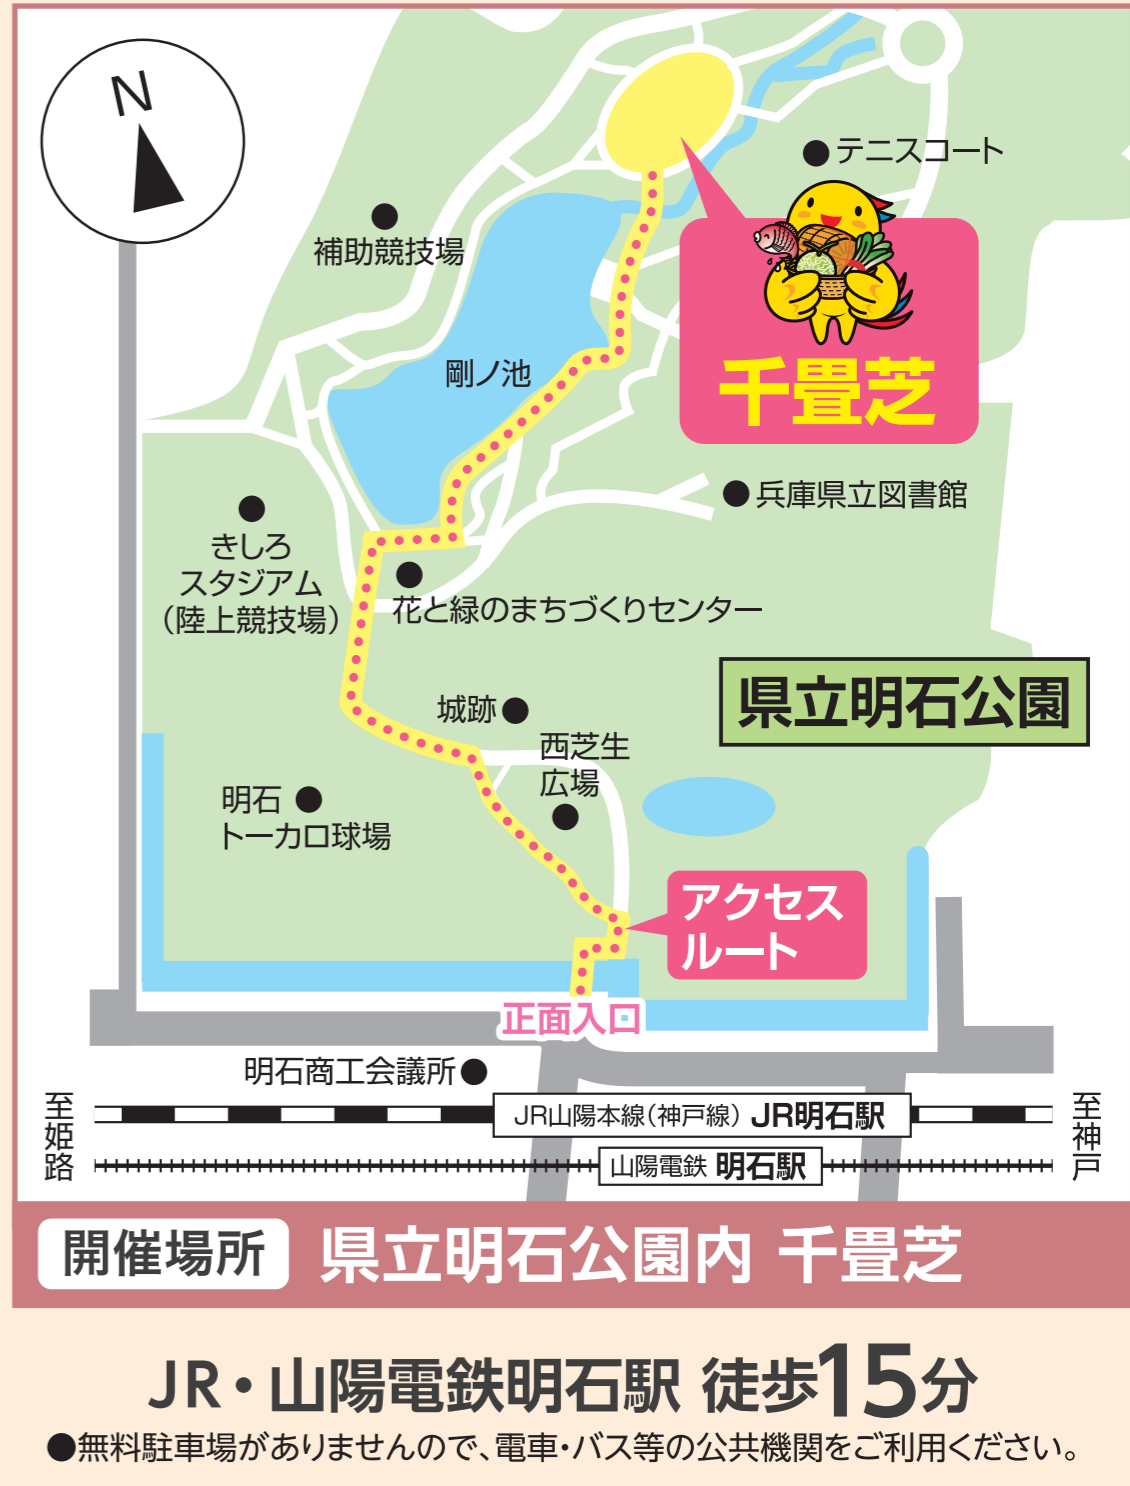 N
テニスコート
補助競技場
千畳芝
剛ノ池
兵庫県立図書館
きしろ
スタジアム
（陸上競技場）
花と緑のまちづくりセンター
県立明石公園
城跡
西芝生
広場
明石
トーカロ球場
アクセス
ルート
正面入口
明石商工会議所
至姫路
JR山陽本線（神戸線） JR明石駅
至神戸
山陽電鉄 明石駅
開催場所 県立明石公園内 千畳芝
JR・山陽電鉄明石駅 徒歩15分
●無料駐車場がありませんので、電車・バス等の公共機関をご利用ください。